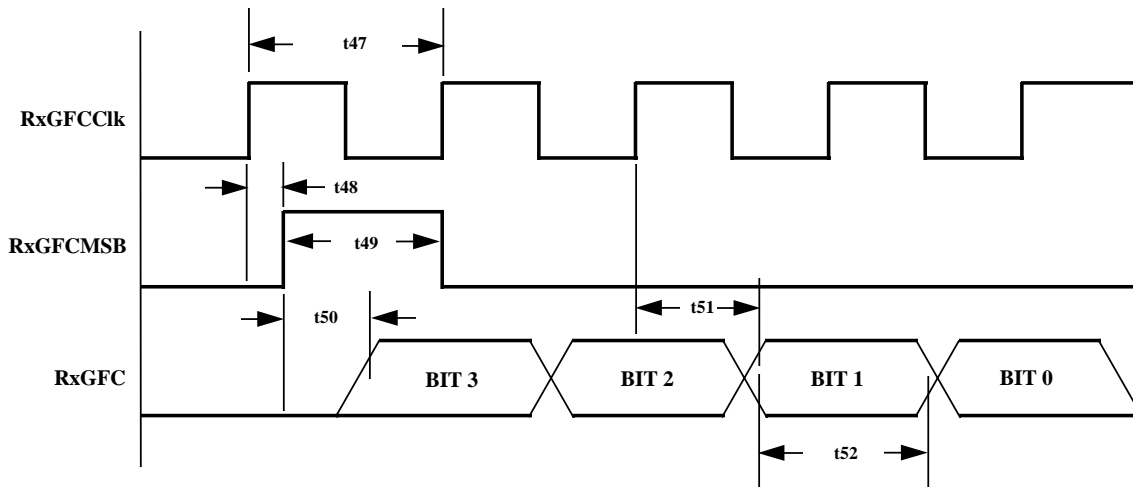 t47
RxGFCClk
t48
RxGFCMSB
t49
t50
t51
RxGFC
BIT 3
BIT 2
BIT 1
BIT 0
t52